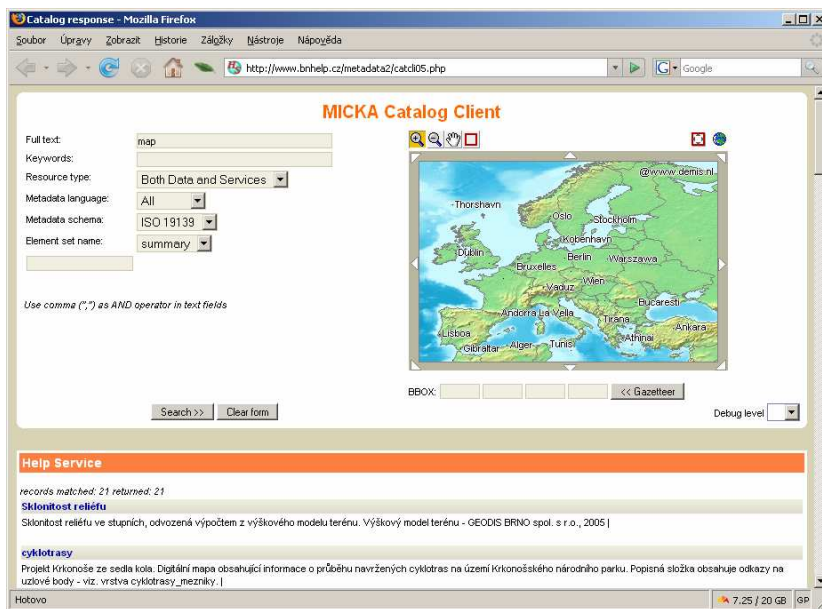 Catalog response - Mozilla Firefox
Soubor Úpravy Zobrazit Historie Záložky Nástroje Nápověda
http://www.bnhelp.cz/metadata2/catcli05.php
G Google
MICKA Catalog Client
Full text: map
Keywords:
Resource type: Both Data and Services
Metadata language: All
Metadata schema: ISO 19139
Element set name: summary
Use comma (",") as AND operator in text fields
@www.demis.nl
Thorshavn
Oslo
Stockholm
Kobenhavn
Dublin
Berlin
Warszawa
Bruxelles
Wien
Vaduz
Bucaresti
Andorra La Vella
Tirana
Ankara
Lisboa
Athinai
Gibraltar
Alger
Tunis
BBOX: << Gazetteer
Search >> Clear form
Debug level
Help Service
records matched: 21 returned: 21
Sklonitost reliéfu
Sklonitost reliéfu ve stupních, odvozená výpočtem z výškového modelu terénu. Výškový model terénu - GEODIS BRNO spol. s r.o., 2005 |
cyklotrasy
Projekt Krkonoše ze sedla kola. Digitální mapa obsahující informace o průběhu navržených cyklotras na území Krkonošského národního parku. Popisná složka obsahuje odkazy na
uzlové body - viz. vrstva cyklotrasy_mezniky. |
Hotovo
7.25 / 20 GB GP